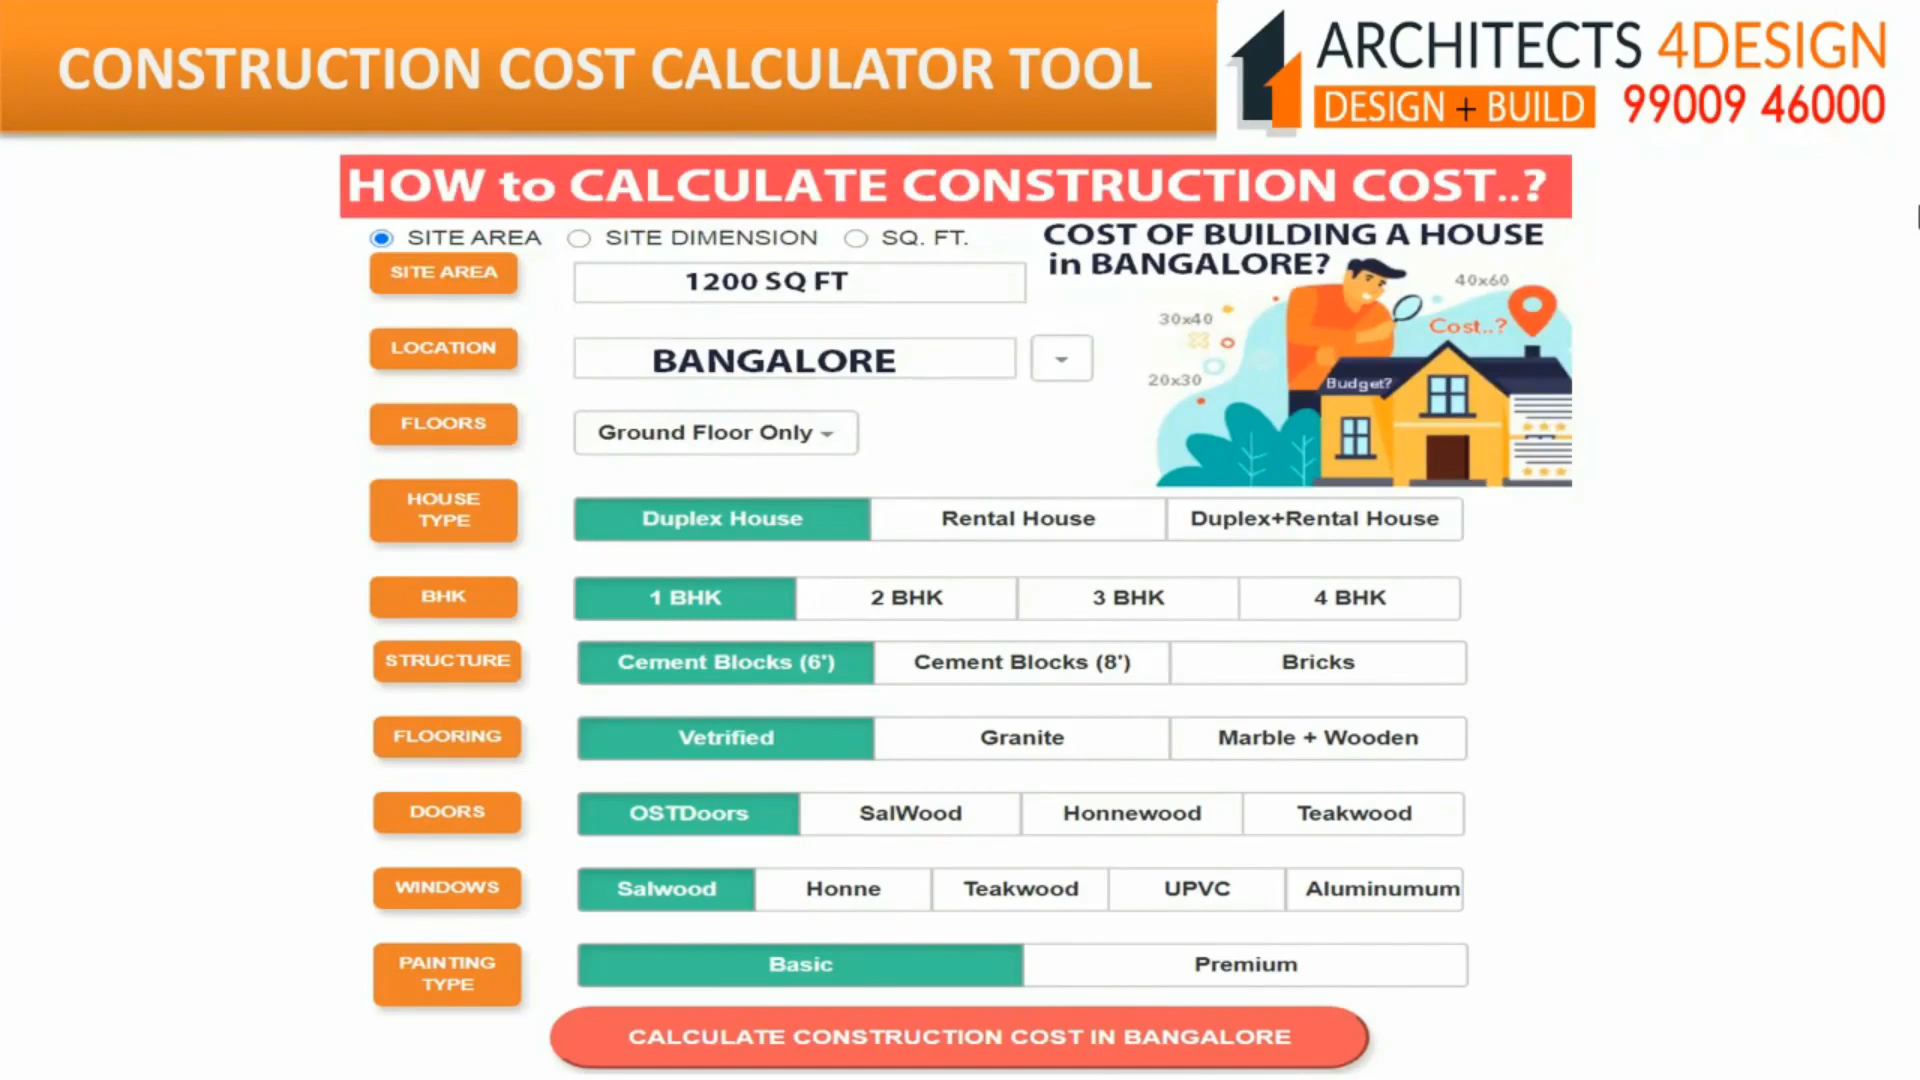 CONSTRUCTION COST CALCULATOR TOOL
ARCHITECTS 4DESIGN
DESIGN + BUILD 99009 46000
HOW to CALCULATE CONSTRUCTION COST..?
SITE AREA SITE DIMENSION SQ. FT.
COST OF BUILDING A HOUSE
in BANGALORE?
SITE AREA 1200 SQ FT
40x60
30x40
Cost..?
20x30
Budget?
LOCATION BANGALORE
FLOORS Ground Floor Only
HOUSE
TYPE
Duplex House Rental House Duplex+Rental House
BHK 1 BHK 2 BHK 3 BHK 4 BHK
STRUCTURE Cement Blocks (6') Cement Blocks (8') Bricks
FLOORING Vetrified Granite Marble + Wooden
DOORS OSTDoors SalWood Honnewood Teakwood
WINDOWS Salwood Honne Teakwood UPVC Aluminumum
PAINTING
TYPE
Basic Premium
CALCULATE CONSTRUCTION COST IN BANGALORE